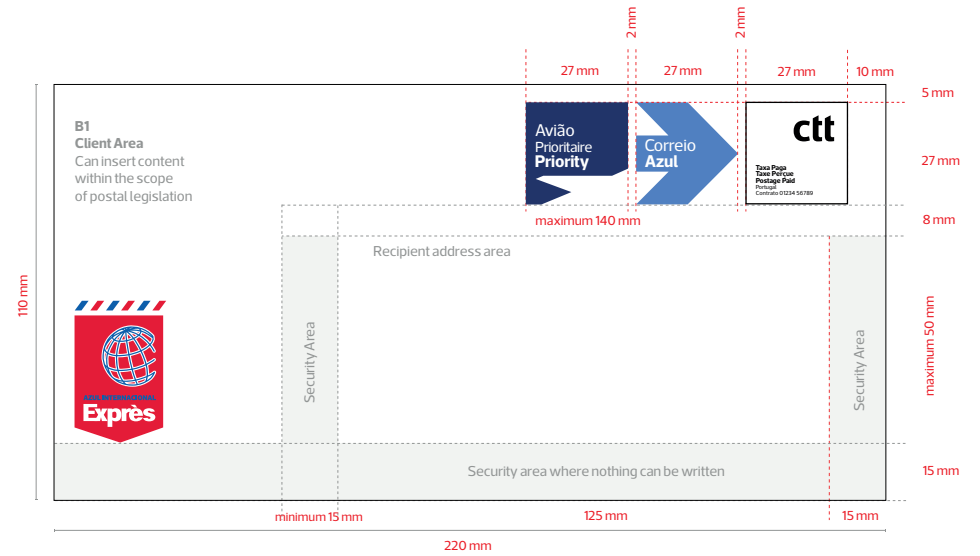 2 mm
2 mm
27 mm
27 mm
27 mm
10 mm
5 mm
B1
Client Area
Can insert content
within the scope
of postal legislation
Avião
Prioritaire
Priority
Correio
Azul
ctt
Taxa Paga
Taxe Perçue
Postage Paid
Portugal
Contrato 01234 56789
27 mm
maximum 140 mm
8 mm
Recipient address area
110 mm
Security Area
Security Area
maximum 50 mm
Exprès
Security area where nothing can be written
15 mm
minimum 15 mm
125 mm
15 mm
220 mm